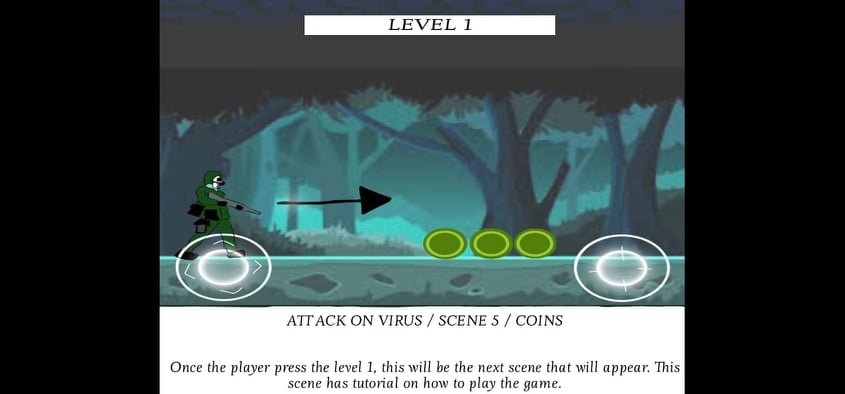 LEVEL 1
ATTACK ON VIRUS / SCENE 5 / COINS
Once the player press the level 1, this will be the next scene that will appear. This
scene has tutorial on how to play the game.